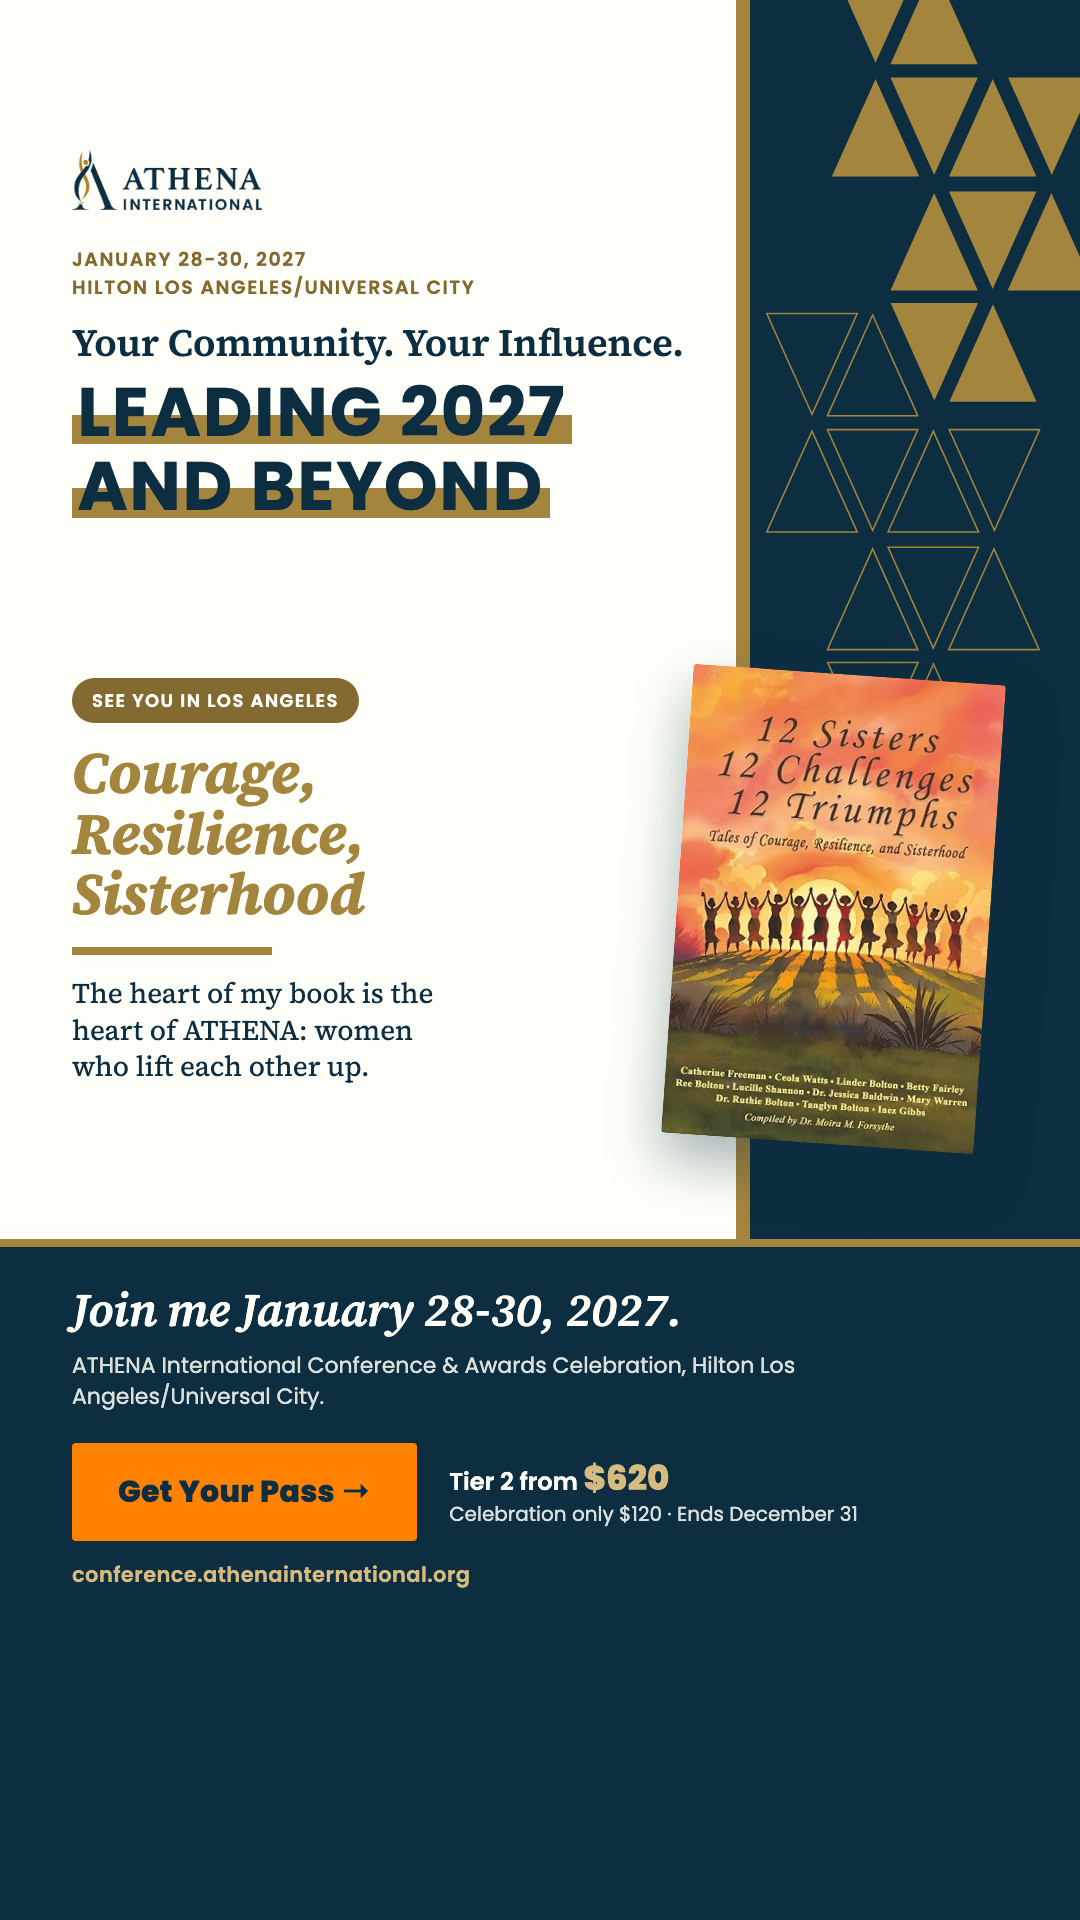 ATHENA
INTERNATIONAL
JANUARY 28-30, 2027
HILTON LOS ANGELES/UNIVERSAL CITY
Your Community. Your Influence.
LEADING 2027
AND BEYOND
SEE YOU IN LOS ANGELES
Courage,
Resilience,
Sisterhood
The heart of my book is the
heart of ATHENA: women
who lift each other up.
12 Sisters
12 Challenges
12 Triumphs
Tales of Courage, Resilience, and Sisterhood
Catherine Freeman • Ceola Watts • Linder Bolton • Betty Fairley
Ree Bolton • Lucille Shannon • Dr. Jessica Baldwin • Mary Warren
Dr. Ruthie Bolton • Tanglyn Bolton • Inez Gibbs
Compiled by Dr. Moira M. Forsythe
Join me January 28-30, 2027.
ATHENA International Conference & Awards Celebration, Hilton Los
Angeles/Universal City.
Get Your Pass →
Tier 2 from $620
Celebration only $120 · Ends December 31
conference.athenainternational.org